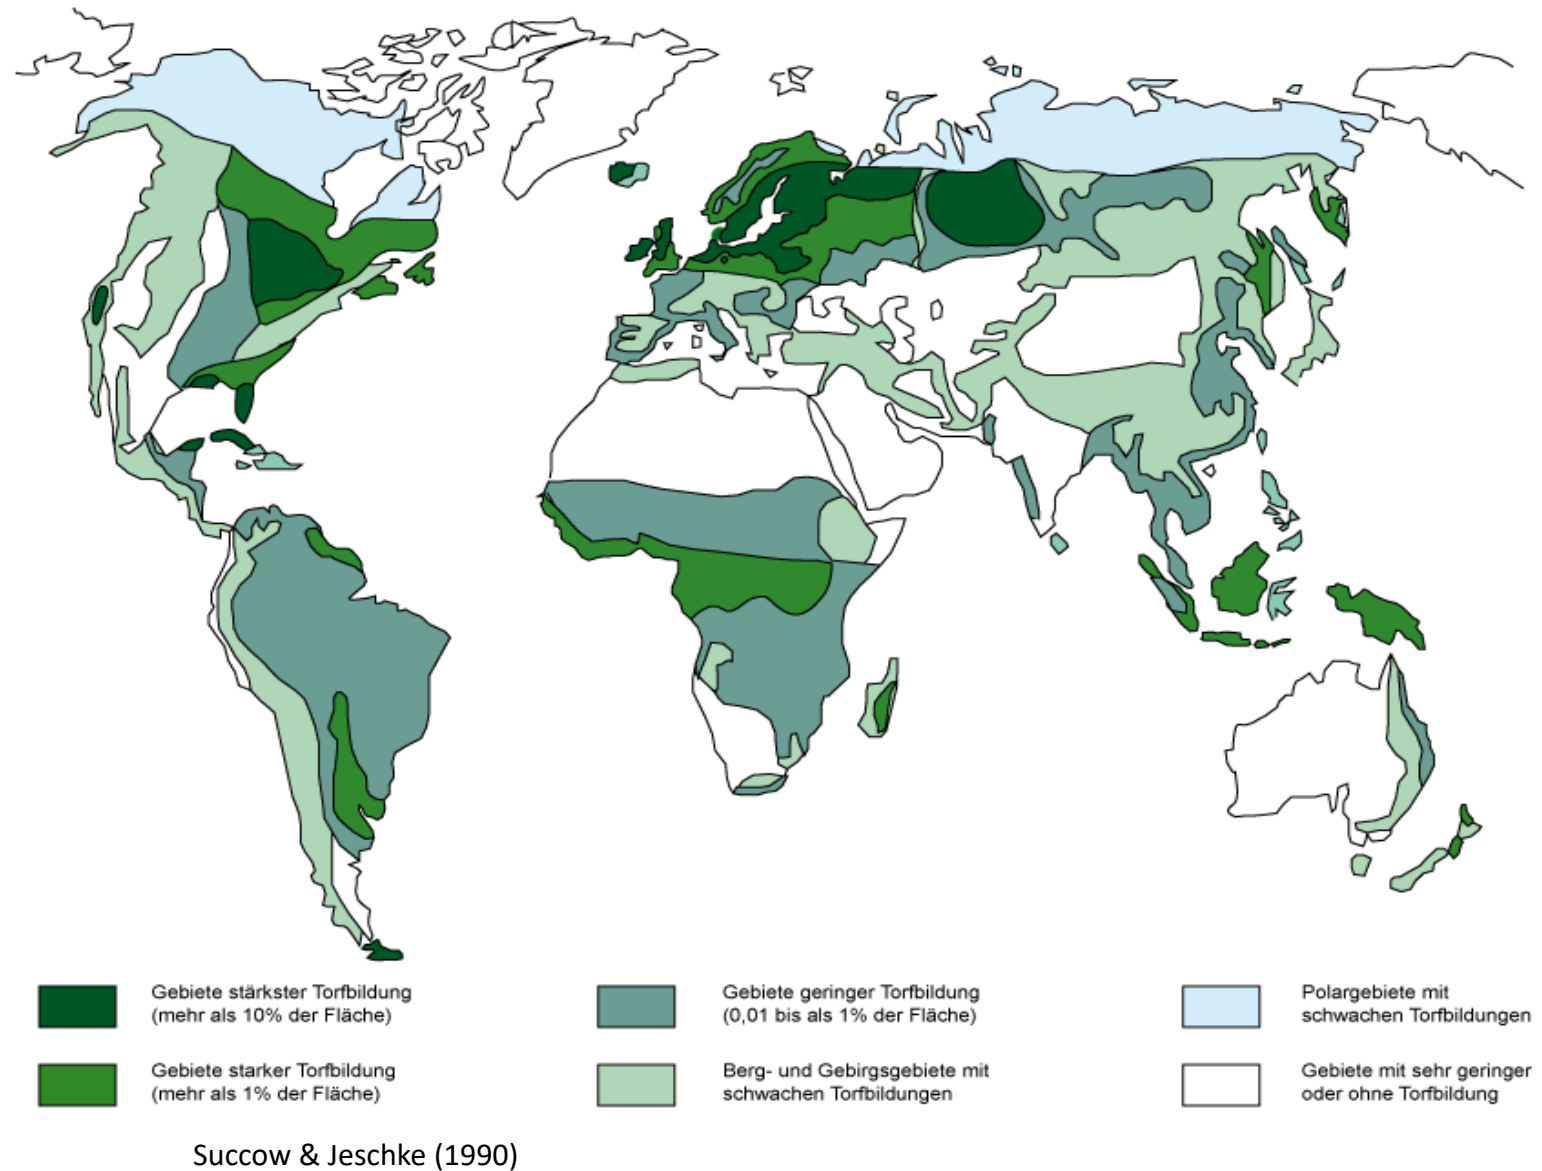 Gebiete stärkster Torfbildung
(mehr als 10% der Fläche)
Gebiete starker Torfbildung
(mehr als 1% der Fläche)
Gebiete geringer Torfbildung
(0,01 bis als 1% der Fläche)
Berg- und Gebirgsgebiete mit
schwachen Torfbildungen
Polargebiete mit
schwachen Torfbildungen
Gebiete mit sehr geringer
oder ohne Torfbildung
Succow & Jeschke (1990)